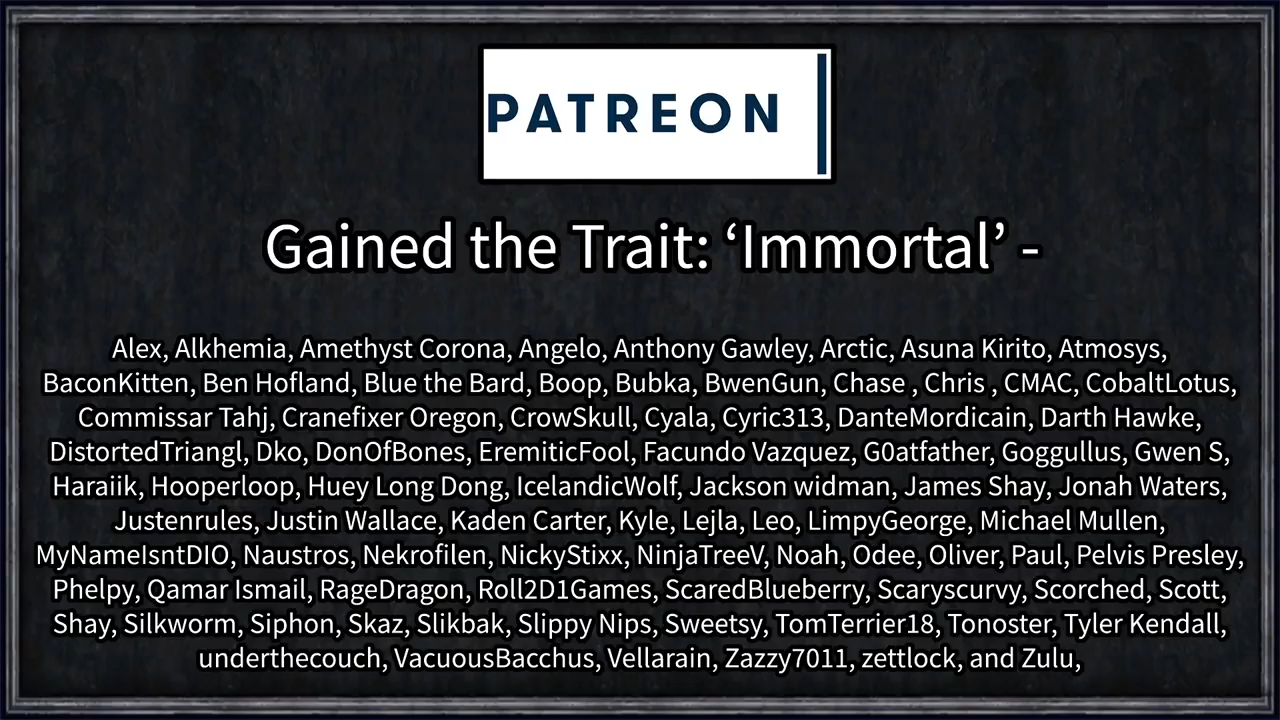 PATREON
Gained the Trait: ‘Immortal’ -
Alex, Alkhemia, Amethyst Corona, Angelo, Anthony Gawley, Arctic, Asuna Kirito, Atmosys,
BaconKitten, Ben Hofland, Blue the Bard, Boop, Bubka, BwenGun, Chase , Chris , CMAC, CobaltLotus,
Commissar Tahj, Cranefixer Oregon, CrowSkull, Cyala, Cyric313, DanteMordicain, Darth Hawke,
DistortedTriangl, Dko, DonOfBones, EremiticFool, Facundo Vazquez, G0atfather, Goggullus, Gwen S,
Haraiik, Hooperloop, Huey Long Dong, IcelandicWolf, Jackson widman, James Shay, Jonah Waters,
Justenrules, Justin Wallace, Kaden Carter, Kyle, Lejla, Leo, LimpyGeorge, Michael Mullen,
MyNameIsntDIO, Naustros, Nekrofilen, NickyStixx, NinjaTreeV, Noah, Odee, Oliver, Paul, Pelvis Presley,
Phelpy, Qamar Ismail, RageDragon, Roll2D1Games, ScaredBlueberry, Scaryscurvy, Scorched, Scott,
Shay, Silkworm, Siphon, Skaz, Slikbak, Slippy Nips, Sweetsy, TomTerrier18, Tonoster, Tyler Kendall,
underthecouch, VacuousBacchus, Vellarain, Zazzy7011, zettlock, and Zulu,